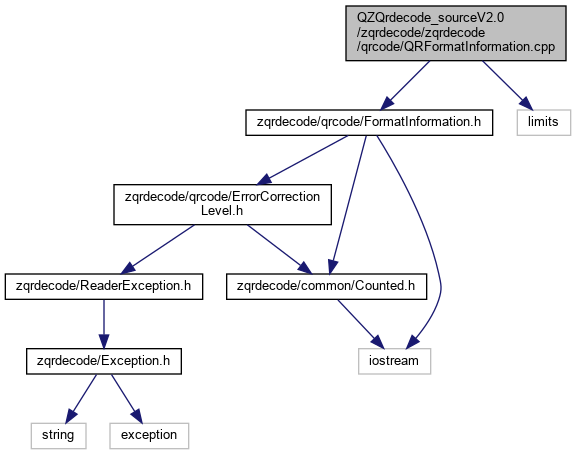 QZQrdecode_sourceV2.0
/zqrdecode/zqrdecode
/qrcode/QRFormatInformation.cpp
zqrdecode/qrcode/FormatInformation.h
limits
zqrdecode/qrcode/ErrorCorrection
Level.h
zqrdecode/ReaderException.h
zqrdecode/common/Counted.h
zqrdecode/Exception.h
iostream
string
exception